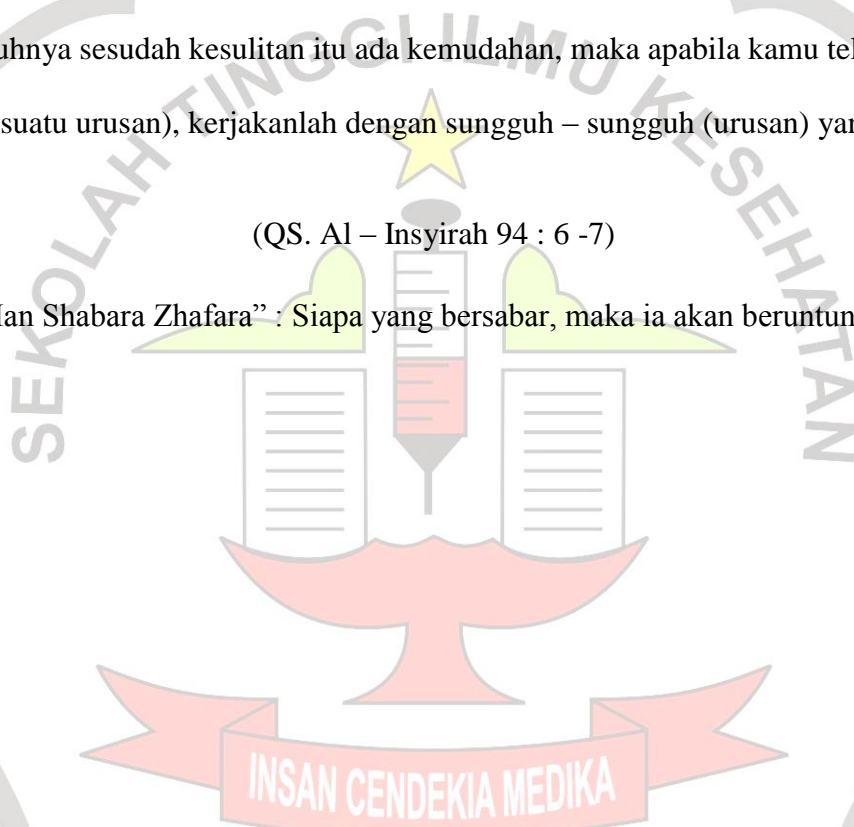 SEKOLAH TINGGI ILMU KESEHATAN
uhnya sesudah kesulitan itu ada kemudahan, maka apabila kamu tel
suatu urusan), kerjakanlah dengan sungguh – sungguh (urusan) yan
(QS. Al – Insyirah 94 : 6 -7)
Ian Shabara Zhafara” : Siapa yang bersabar, maka ia akan beruntun
INSAN CENDEKIA MEDIKA